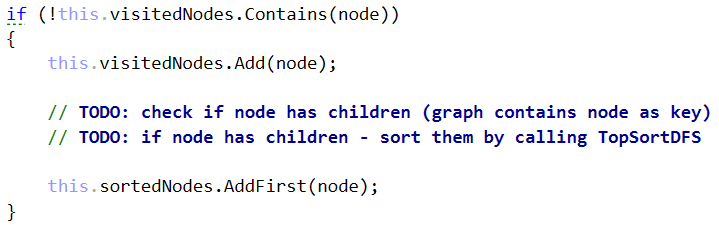 if (!this.visitedNodes.Contains(node))
{
    this.visitedNodes.Add(node);
    // TODO: check if node has children (graph contains node as key)
    // TODO: if node has children - sort them by calling TopSortDFS
    this.sortedNodes.AddFirst(node);
}